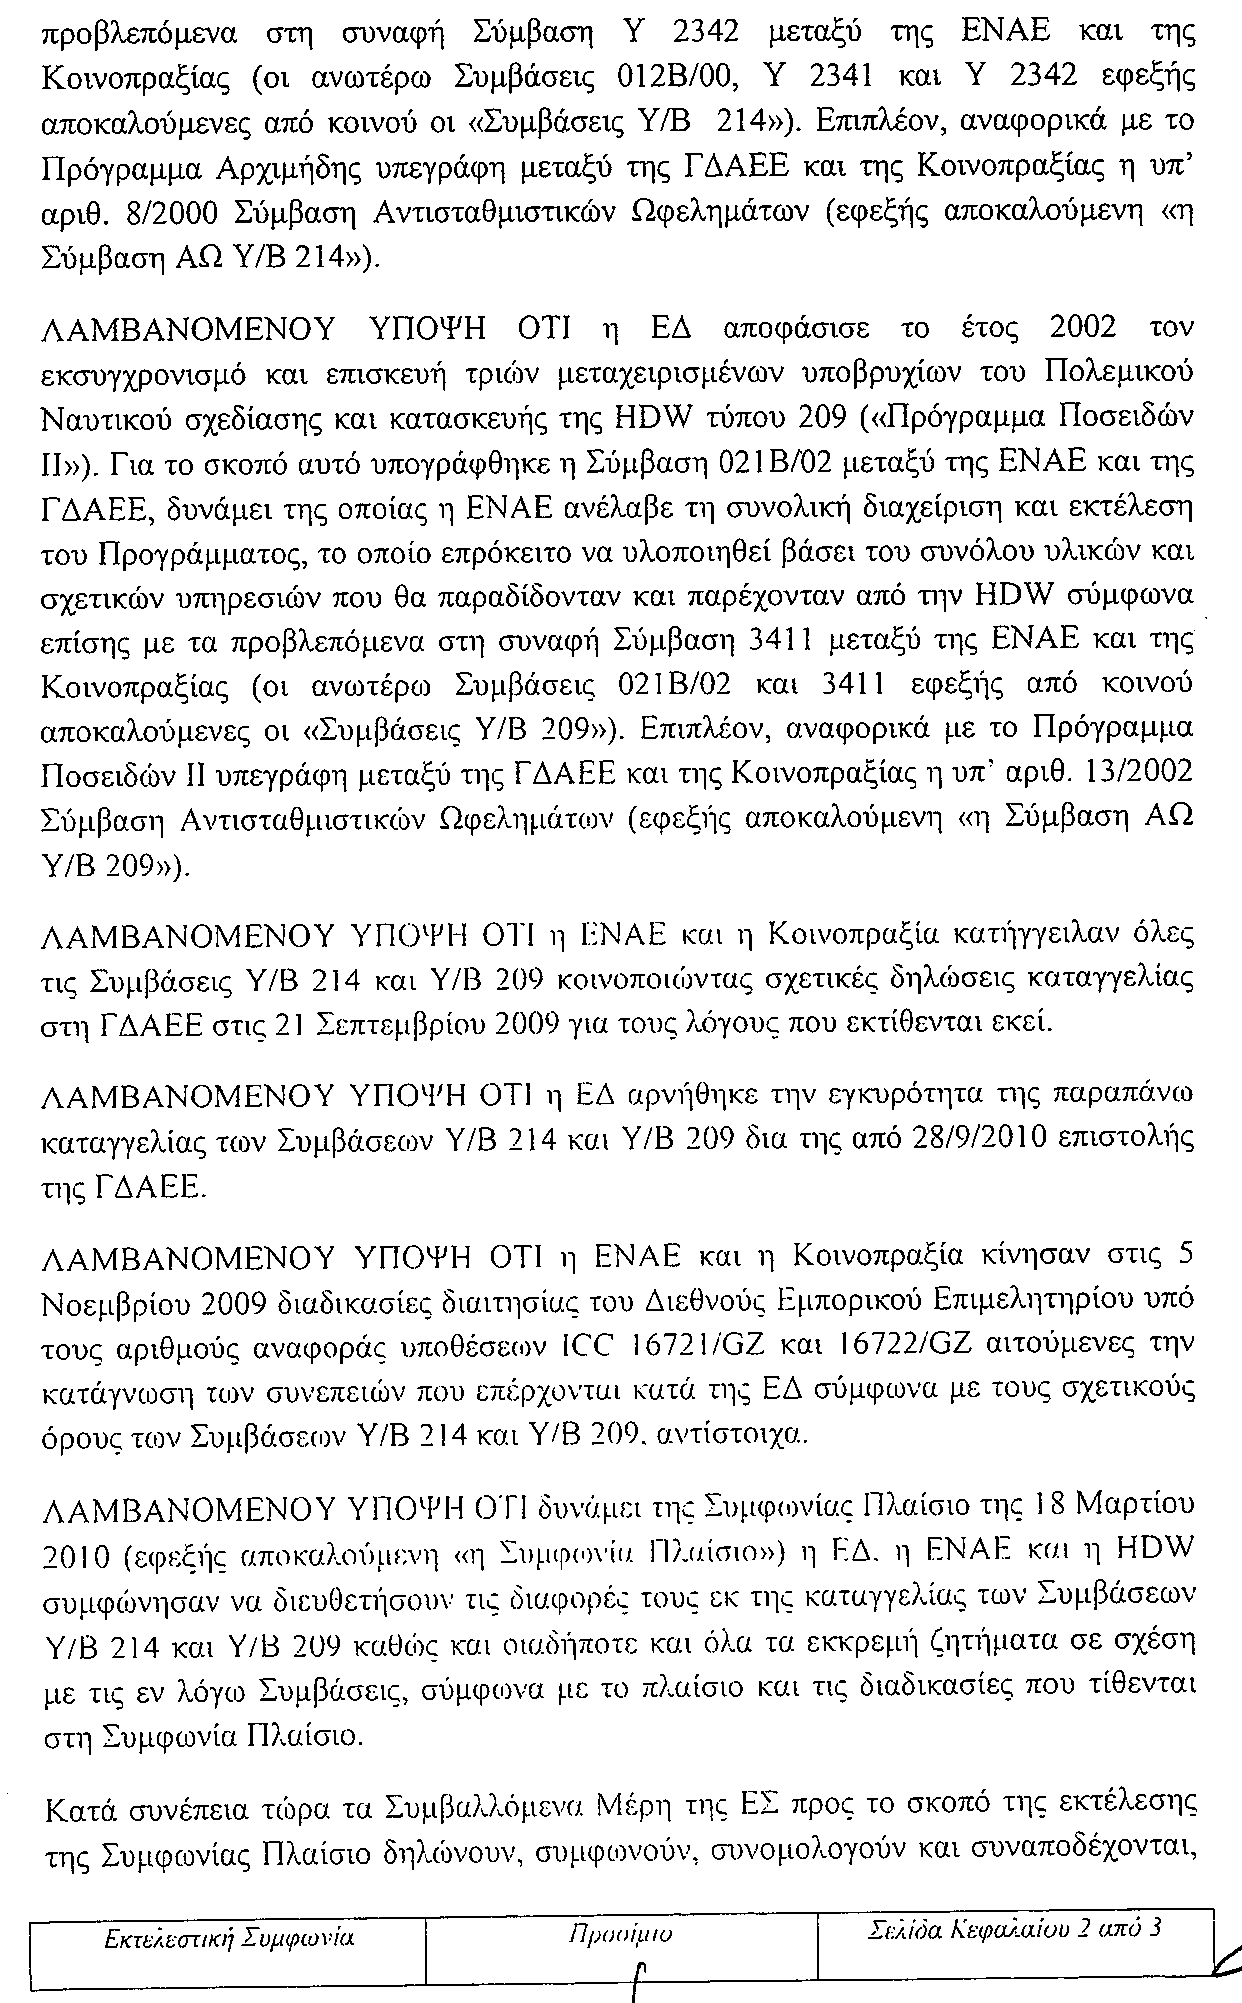 προβλεπόμενα στη συναφή Σύμβαση Υ 2342 μεταξύ της ΕΝΑΕ και της
Κοινοπραξίας (οι ανωτέρω Συμβάσεις 012Β/00, Υ 2341 και Υ 2342 εφεξής
αποκαλούμενες από κοινού οι «Συμβάσεις Υ/Β 214»). Επιπλέον, αναφορικά με το
Πρόγραμμα Αρχιμήδης υπεγράφη μεταξύ της ΓΔΑΕΕ και της Κοινοπραξίας η υπ’
αριθ. 8/2000 Σύμβαση Αντισταθμιστικών Ωφελημάτων (εφεξής αποκαλούμενη «η
Σύμβαση ΑΩ Υ/Β 214»).
ΛΑΜΒΑΝΟΜΕΝΟΥ ΥΠΟΨΗ ΟΤΙ η ΕΔ αποφάσισε το έτος 2002 τον
εκσυγχρονισμό και επισκευή τριών μεταχειρισμένων υποβρυχίων του Πολεμικού
Ναυτικού σχεδίασης και κατασκευής της HDW τύπου 209 («Πρόγραμμα Ποσειδών
ΙΙ»). Για το σκοπό αυτό υπογράφθηκε η Σύμβαση 021Β/02 μεταξύ της ΕΝΑΕ και της
ΓΔΑΕΕ, δυνάμει της οποίας η ΕΝΑΕ ανέλαβε τη συνολική διαχείριση και εκτέλεση
του Προγράμματος, το οποίο επρόκειτο να υλοποιηθεί βάσει του συνόλου υλικών και
σχετικών υπηρεσιών που θα παραδίδονταν και παρέχονταν από την HDW σύμφωνα
επίσης με τα προβλεπόμενα στη συναφή Σύμβαση 3411 μεταξύ της ΕΝΑΕ και της
Κοινοπραξίας (οι ανωτέρω Συμβάσεις 021Β/02 και 3411 εφεξής από κοινού
αποκαλούμενες οι «Συμβάσεις Υ/Β 209»). Επιπλέον, αναφορικά με το Πρόγραμμα
Ποσειδών ΙΙ υπεγράφη μεταξύ της ΓΔΑΕΕ και της Κοινοπραξίας η υπ’ αριθ. 13/2002
Σύμβαση Αντισταθμιστικών Ωφελημάτων (εφεξής αποκαλούμενη «η Σύμβαση ΑΩ
Υ/Β 209»).
ΛΑΜΒΑΝΟΜΕΝΟΥ ΥΠΟΨΗ ΟΤΙ η ΕΝΑΕ και η Κοινοπραξία κατήγγειλαν όλες
τις Συμβάσεις Υ/Β 214 και Υ/Β 209 κοινοποιώντας σχετικές δηλώσεις καταγγελίας
στη ΓΔΑΕΕ στις 21 Σεπτεμβρίου 2009 για τους λόγους που εκτίθενται εκεί.
ΛΑΜΒΑΝΟΜΕΝΟΥ ΥΠΟΨΗ ΟΤΙ η ΕΔ αρνήθηκε την εγκυρότητα της παραπάνω
καταγγελίας των Συμβάσεων Υ/Β 214 και Υ/Β 209 δια της από 28/9/2010 επιστολής
της ΓΔΑΕΕ.
ΛΑΜΒΑΝΟΜΕΝΟΥ ΥΠΟΨΗ ΟΤΙ η ΕΝΑΕ και η Κοινοπραξία κίνησαν στις 5
Νοεμβρίου 2009 διαδικασίες διαιτησίας του Διεθνούς Εμπορικού Επιμελητηρίου υπό
τους αριθμούς αναφοράς υποθέσεων ICC 16721/GZ και 16722/GZ αιτούμενες την
κατάγνωση των συνεπειών που επέρχονται κατά της ΕΔ σύμφωνα με τους σχετικούς
όρους των Συμβάσεων Υ/Β 214 και Υ/Β 209. αντίστοιχα.
ΛΑΜΒΑΝΟΜΕΝΟΥ ΥΠΟΨΗ ΟΤΙ δυνάμει της Συμφωνίας Πλαίσιο της 18 Μαρτίου
2010 (εφεξής αποκαλούμενη «η Συμφωνία Πλαίσιο») η ΕΔ. η ΕΝΑΕ και η HDW
συμφώνησαν να διευθετήσουν τις διαφορές τους εκ της καταγγελίας των Συμβάσεων
Υ/Β 214 και Υ/Β 209 καθώς και οιαδήποτε και όλα τα εκκρεμή ζητήματα σε σχέση
με τις εν λόγω Συμβάσεις, σύμφωνα με το πλαίσιο και τις διαδικασίες που τίθενται
στη Συμφωνία Πλαίσιο.
Κατά συνέπεια τώρα τα Συμβαλλόμενα Μέρη της ΕΣ προς το σκοπό της εκτέλεσης
της Συμφωνίας Πλαίσιο δηλώνουν, συμφωνούν, συνομολογούν και συναποδέχονται,
Εκτελεστική Συμφωνία Προοίμιο Σελίδα Κεφαλαίου 2 από 3